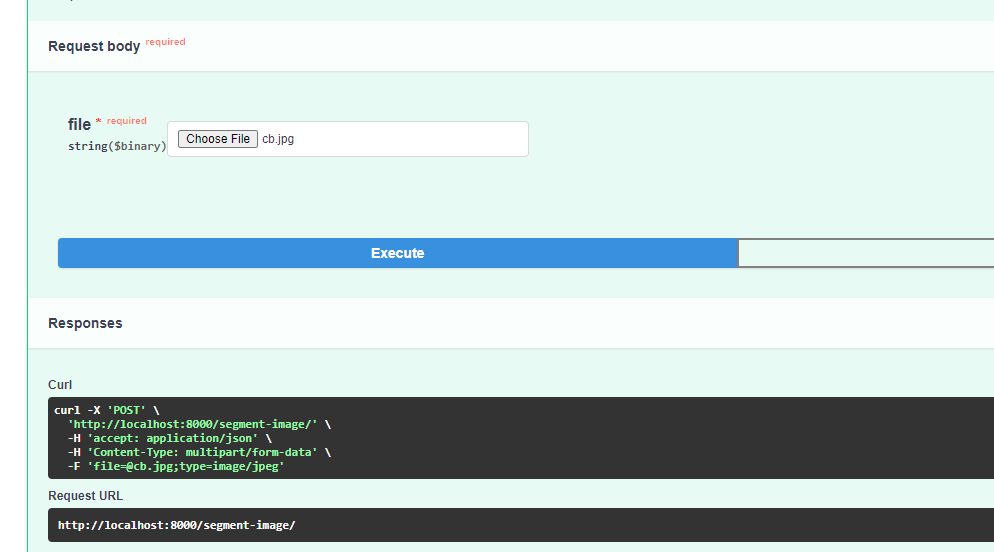 Request body required
file * required
string($binary)
Choose File cb.jpg
Execute
Responses
Curl
curl -X 'POST' \
  'http://localhost:8000/segment-image/' \
  -H 'accept: application/json' \
  -H 'Content-Type: multipart/form-data' \
  -F 'file=@cb.jpg;type=image/jpeg'
Request URL
http://localhost:8000/segment-image/